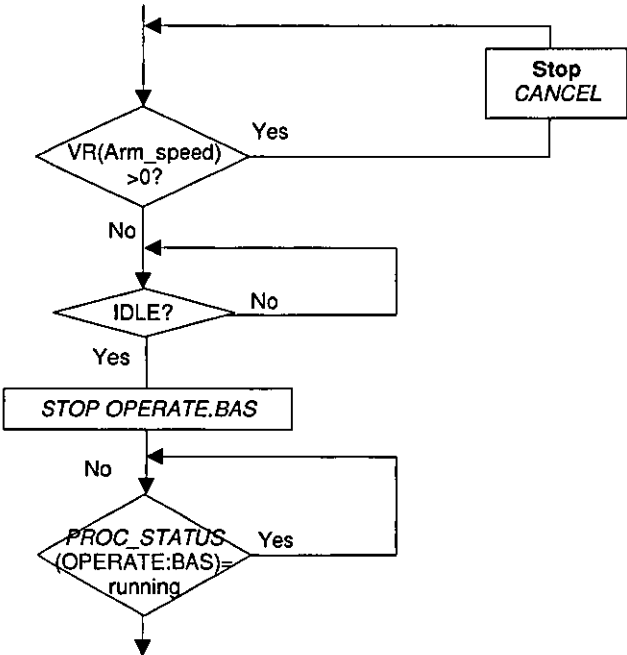 Stop
CANCEL
Yes
VR(Arm_speed)
>0?
No
IDLE?
No
Yes
STOP OPERATE.BAS
No
PROC_STATUS
(OPERATE:BAS)=
running
Yes